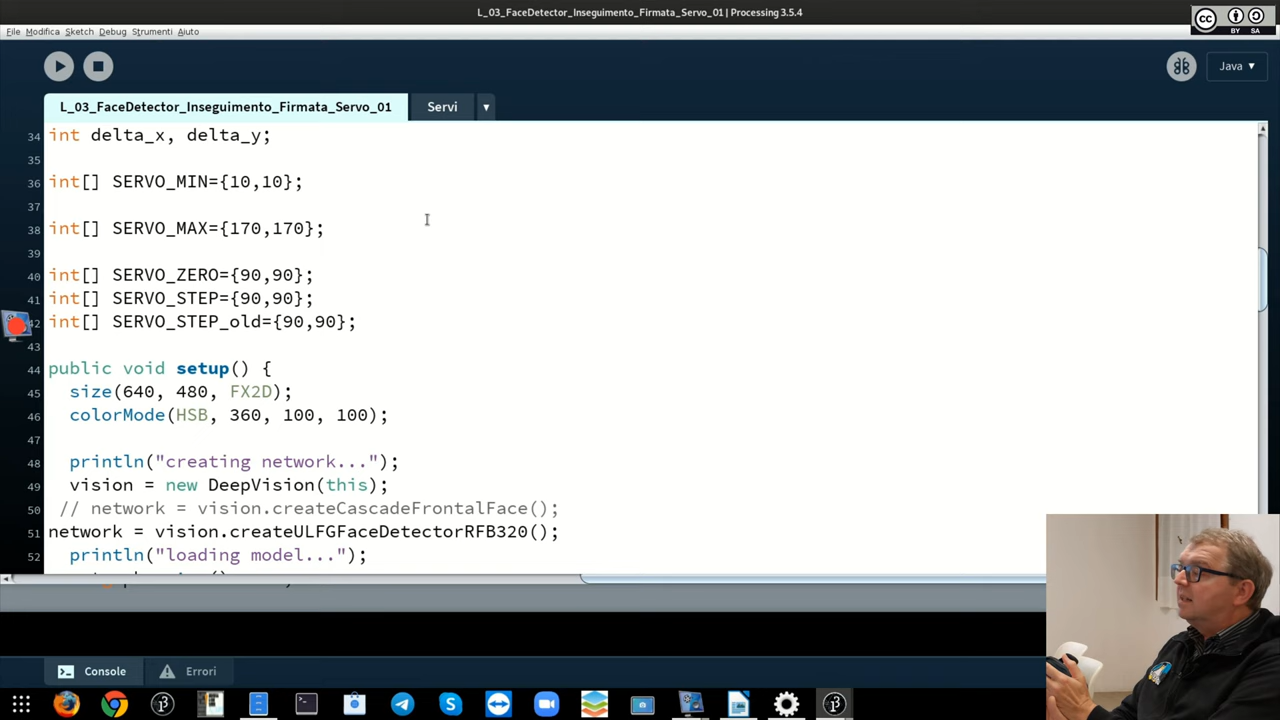 L_03_FaceDetector_Inseguimento_Firmata_Servo_01 | Processing 3.5.4
File Modifica Sketch Debug Strumenti Aiuto
cc BY SA
Java ▼
L_03_FaceDetector_Inseguimento_Firmata_Servo_01 Servi ▼
34 int delta_x, delta_y;
35
36 int[] SERVO_MIN={10,10};
37
38 int[] SERVO_MAX={170,170};
39
40 int[] SERVO_ZERO={90,90};
41 int[] SERVO_STEP={90,90};
42 int[] SERVO_STEP_old={90,90};
43
44 public void setup() {
45 size(640, 480, FX2D);
46 colorMode(HSB, 360, 100, 100);
47
48 println("creating network...");
49 vision = new DeepVision(this);
50 // network = vision.createCascadeFrontalFace();
51 network = vision.createULFGFaceDetectorRFB320();
52 println("loading model...");
Console Errori